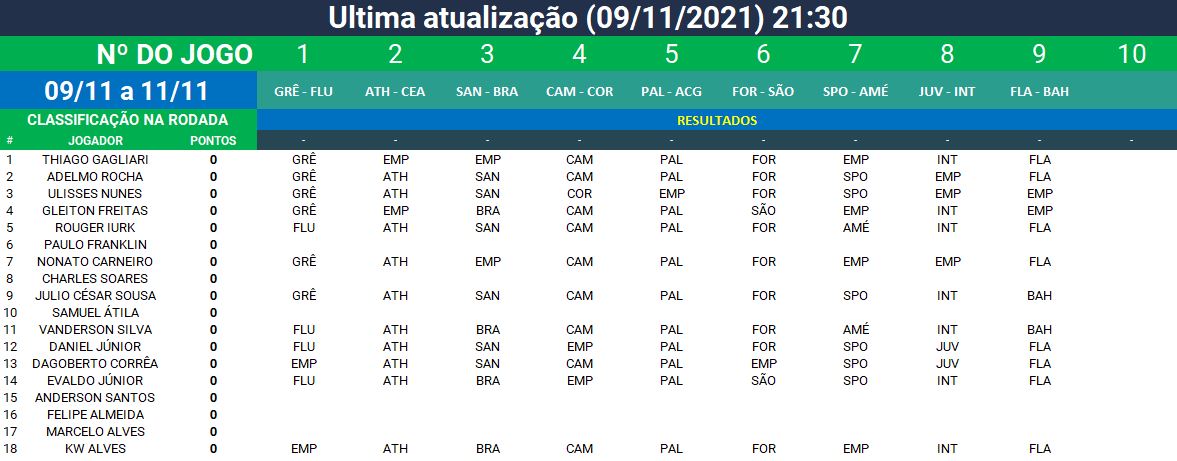 Ultima atualização (09/11/2021) 21:30
Nº DO JOGO 1 2 3 4 5 6 7 8 9 10
09/11 a 11/11 GRÊ - FLU ATH - CEA SAN - BRA CAM - COR PAL - ACG FOR - SÃO SPO - AMÉ JUV - INT FLA - BAH
CLASSIFICAÇÃO NA RODADA RESULTADOS
# JOGADOR PONTOS - - - - - - - - - -
1 THIAGO GAGLIARI 0 GRÊ EMP EMP CAM PAL FOR EMP INT FLA
2 ADELMO ROCHA 0 GRÊ ATH SAN CAM PAL FOR SPO EMP FLA
3 ULISSES NUNES 0 GRÊ ATH SAN COR EMP FOR SPO EMP EMP
4 GLEITON FREITAS 0 GRÊ EMP BRA CAM PAL SÃO EMP INT EMP
5 ROUGER IURK 0 FLU ATH SAN CAM PAL FOR AMÉ INT FLA
6 PAULO FRANKLIN 0
7 NONATO CARNEIRO 0 GRÊ ATH EMP CAM PAL FOR EMP EMP FLA
8 CHARLES SOARES 0
9 JULIO CÉSAR SOUSA 0 GRÊ ATH SAN CAM PAL FOR SPO INT BAH
10 SAMUEL ÁTILA 0
11 VANDERSON SILVA 0 FLU ATH BRA CAM PAL FOR AMÉ INT BAH
12 DANIEL JÚNIOR 0 FLU ATH SAN EMP PAL FOR SPO JUV FLA
13 DAGOBERTO CORRÊA 0 EMP ATH SAN CAM PAL EMP SPO JUV FLA
14 EVALDO JÚNIOR 0 FLU ATH BRA EMP PAL SÃO SPO INT FLA
15 ANDERSON SANTOS 0
16 FELIPE ALMEIDA 0
17 MARCELO ALVES 0
18 KW ALVES 0 EMP ATH BRA CAM PAL FOR EMP INT FLA